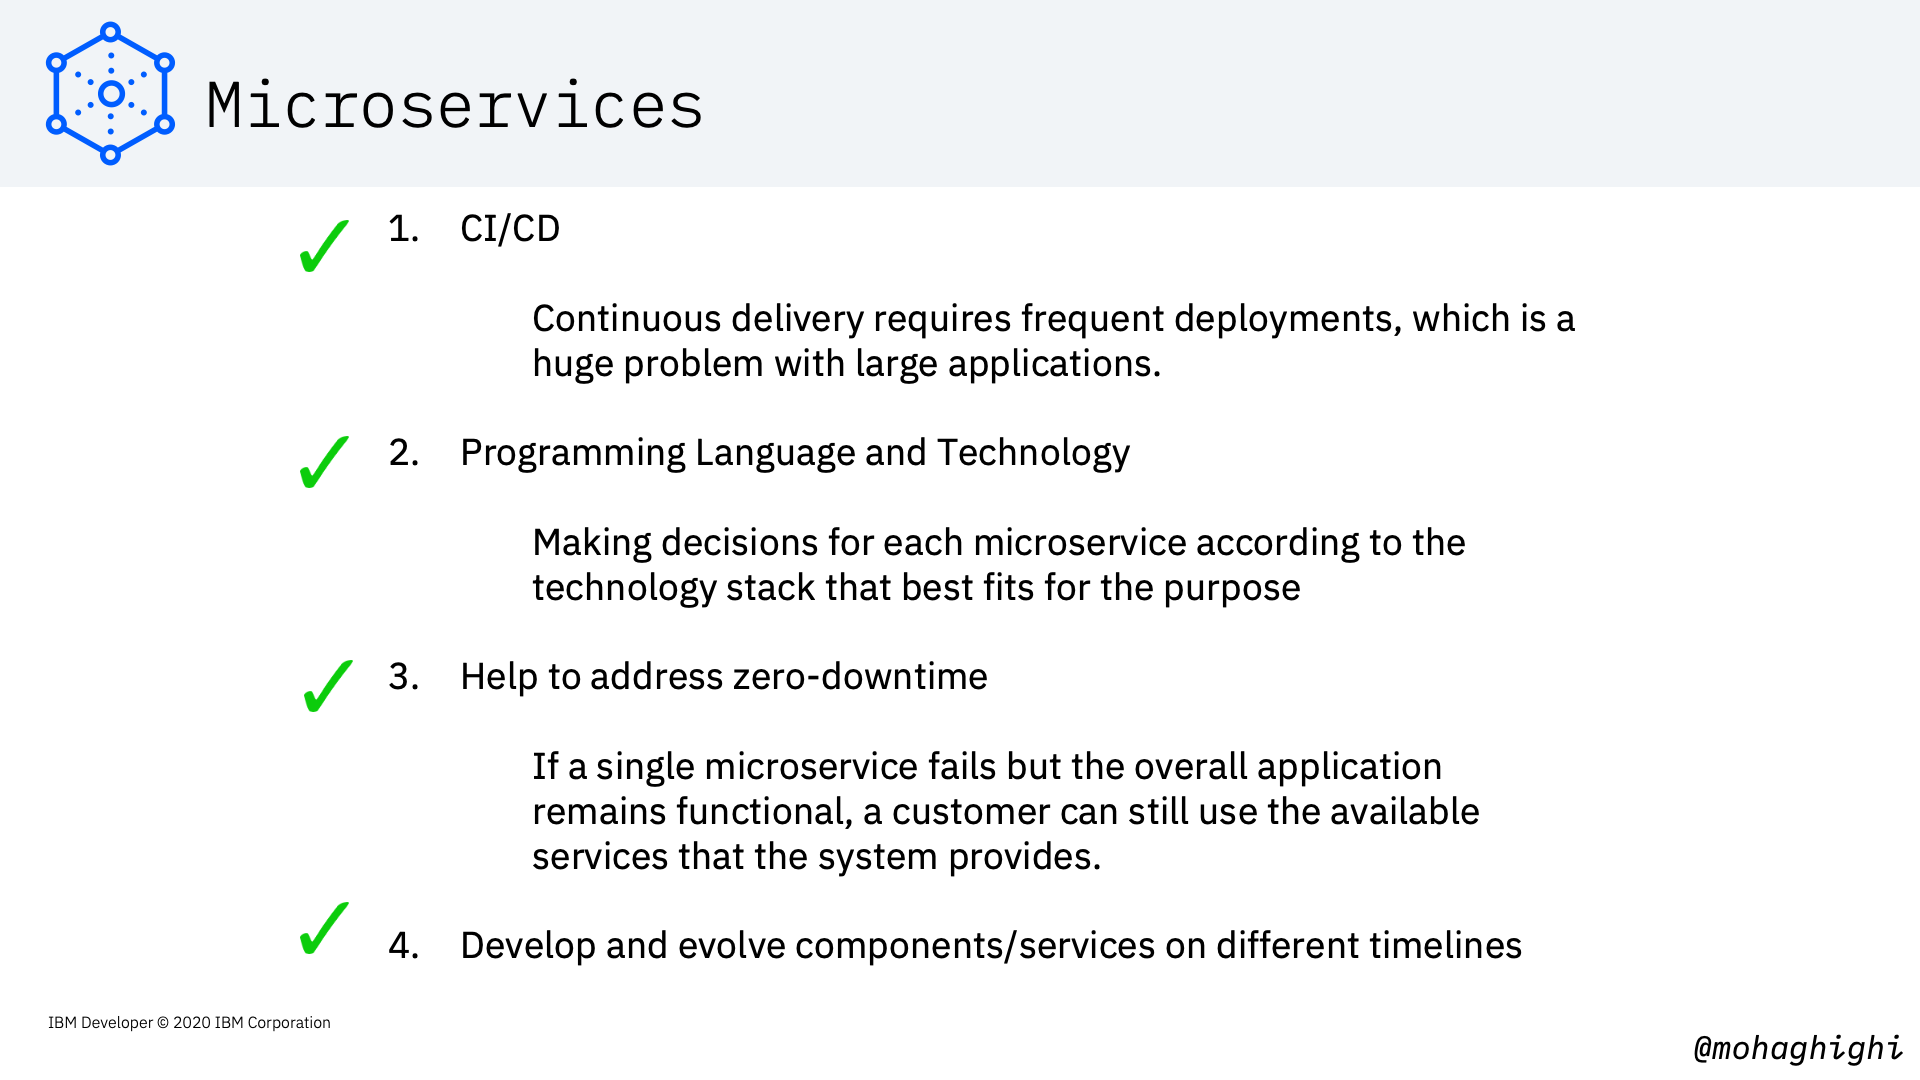 Microservices
1. CI/CD
Continuous delivery requires frequent deployments, which is a
huge problem with large applications.
2. Programming Language and Technology
Making decisions for each microservice according to the
technology stack that best fits for the purpose
3. Help to address zero-downtime
If a single microservice fails but the overall application
remains functional, a customer can still use the available
services that the system provides.
4. Develop and evolve components/services on different timelines
IBM Developer © 2020 IBM Corporation
@mohaghighi